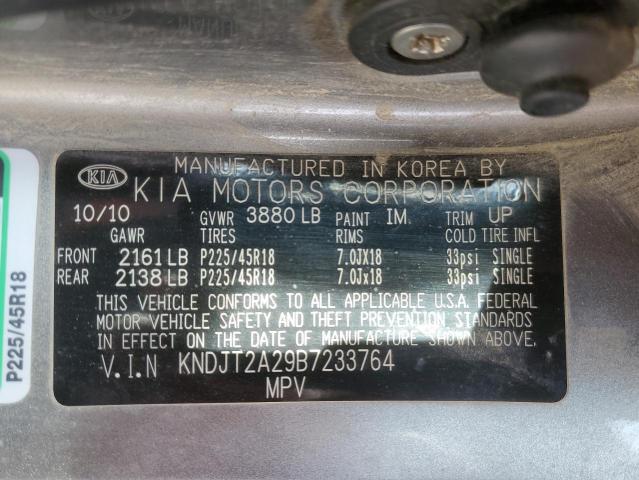 MANUFACTURED IN KOREA BY
KIA KIA MOTORS CORPORATION
10/10 GVWR 3880 LB PAINT IM. TRIM UP
GAWR TIRES RIMS COLD TIRE INFL
FRONT 2161 LB P225/45R18 7.0JX18 33psi SINGLE
REAR 2138 LB P225/45R18 7.0Jx18 33psi SINGLE
THIS VEHICLE CONFORMS TO ALL APPLICABLE U.S.A. FEDERAL
MOTOR VEHICLE SAFETY AND THEFT PREVENTION STANDARDS
IN EFFECT ON THE DATE OF MANUFACTURE SHOWN ABOVE.
V.I.N KNDJT2A29B7233764
MPV
P225/45R18